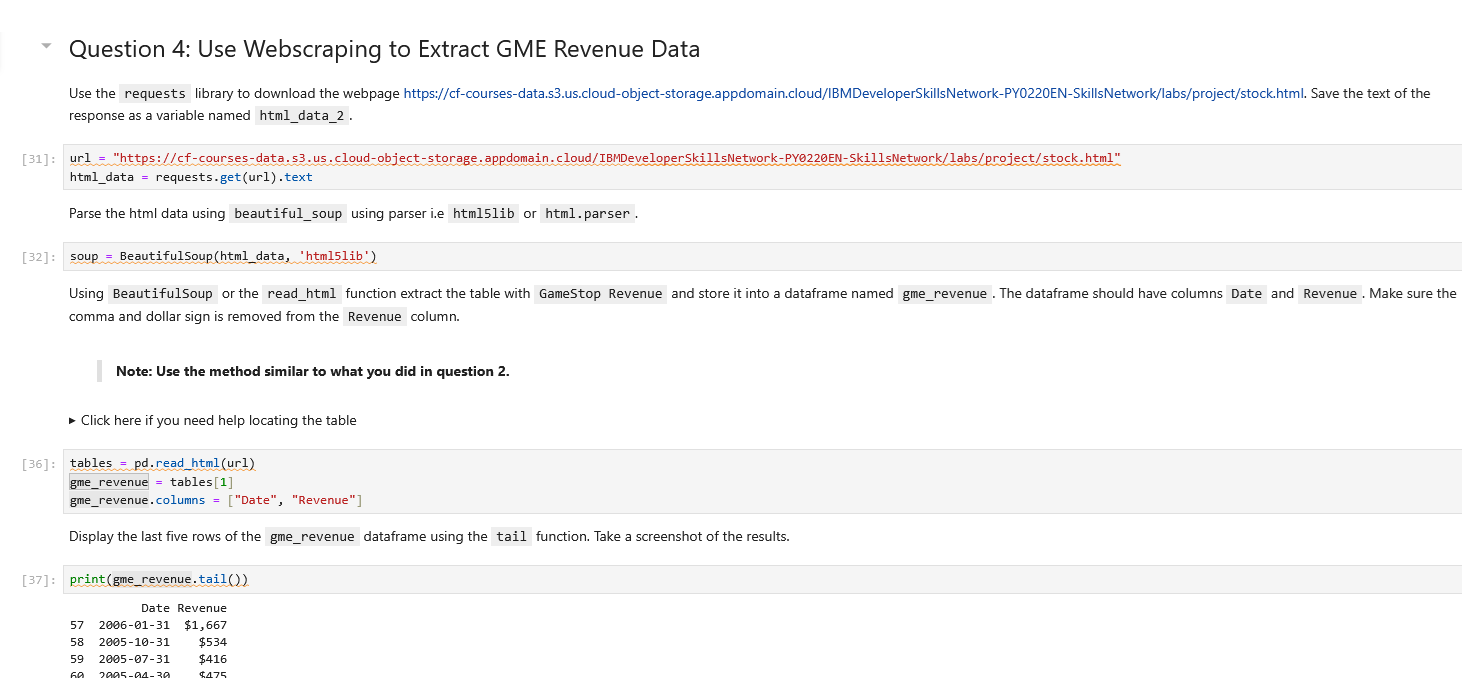 Question 4: Use Webscraping to Extract GME Revenue Data
Use the requests library to download the webpage https://cf-courses-data.s3.us.cloud-object-storage.appdomain.cloud/IBMDeveloperSkillsNetwork-PY0220EN-SkillsNetwork/labs/project/stock.html. Save the text of the
response as a variable named html_data_2.
[31]: url = "https://cf-courses-data.s3.us.cloud-object-storage.appdomain.cloud/IBMDeveloperSkillsNetwork-PY0220EN-SkillsNetwork/labs/project/stock.html"
html_data = requests.get(url).text
Parse the html data using beautiful_soup using parser i.e html5lib or html.parser.
[32]: soup = BeautifulSoup(html_data, 'html5lib')
Using BeautifulSoup or the read_html function extract the table with GameStop Revenue and store it into a dataframe named gme_revenue. The dataframe should have columns Date and Revenue. Make sure the
comma and dollar sign is removed from the Revenue column.
Note: Use the method similar to what you did in question 2.
▸ Click here if you need help locating the table
[36]: tables = pd.read_html(url)
gme_revenue = tables[1]
gme_revenue.columns = ["Date", "Revenue"]
Display the last five rows of the gme_revenue dataframe using the tail function. Take a screenshot of the results.
[37]: print(gme_revenue.tail())
Date Revenue
57 2006-01-31 $1,667
58 2005-10-31 $534
59 2005-07-31 $416
60 2005-04-30 $475